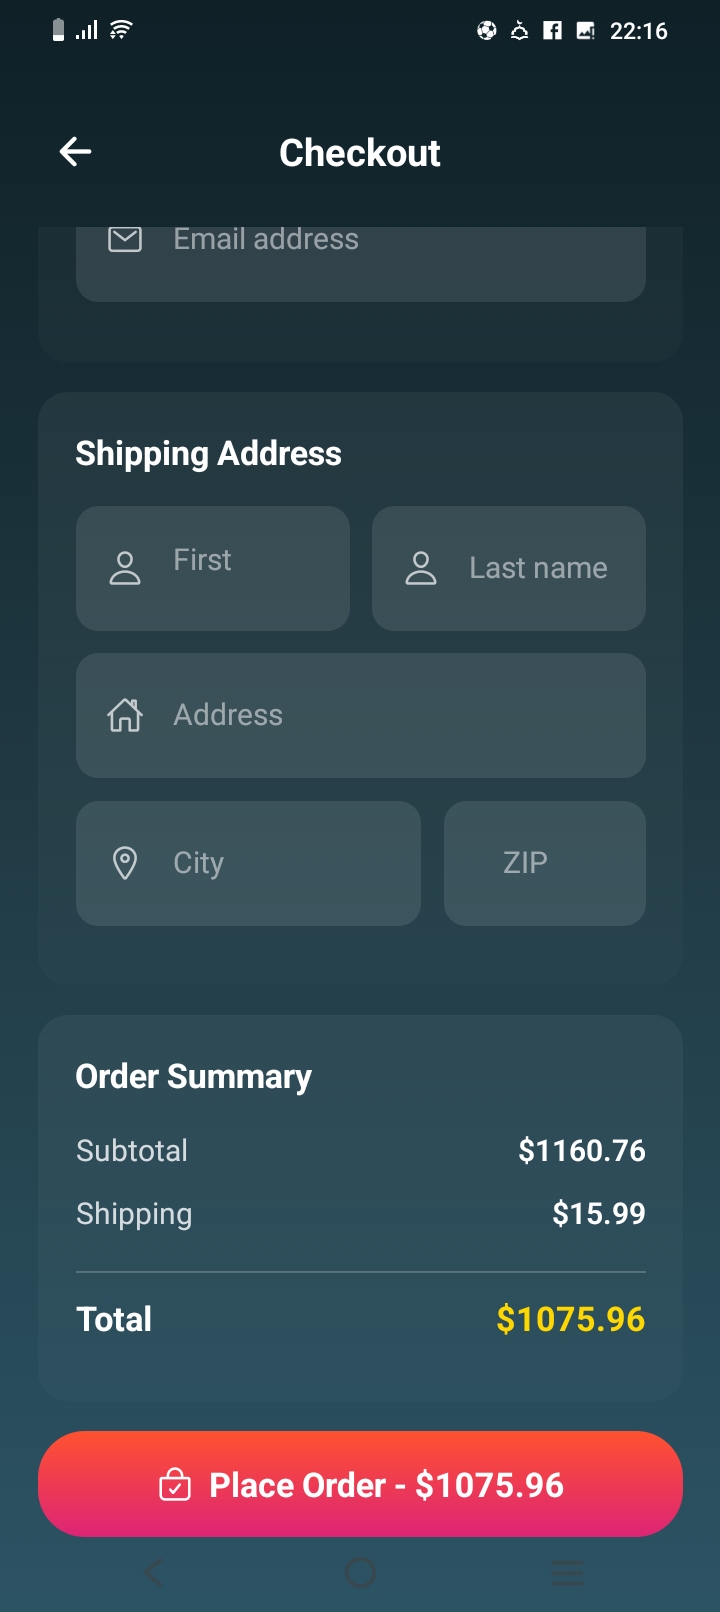 22:16
Checkout
Email address
Shipping Address
First
Last name
Address
City
ZIP
Order Summary
Subtotal $1160.76
Shipping $15.99
Total $1075.96
Place Order - $1075.96